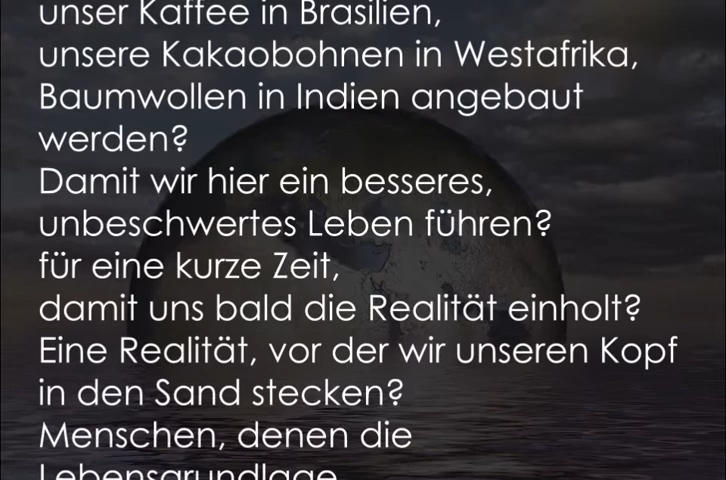 unser Kaffee in Brasilien,
unsere Kakaobohnen in Westafrika,
Baumwollen in Indien angebaut
werden?
Damit wir hier ein besseres,
unbeschwertes Leben führen?
für eine kurze Zeit,
damit uns bald die Realität einholt?
Eine Realität, vor der wir unseren Kopf
in den Sand stecken?
Menschen, denen die
Lebensgrundlage